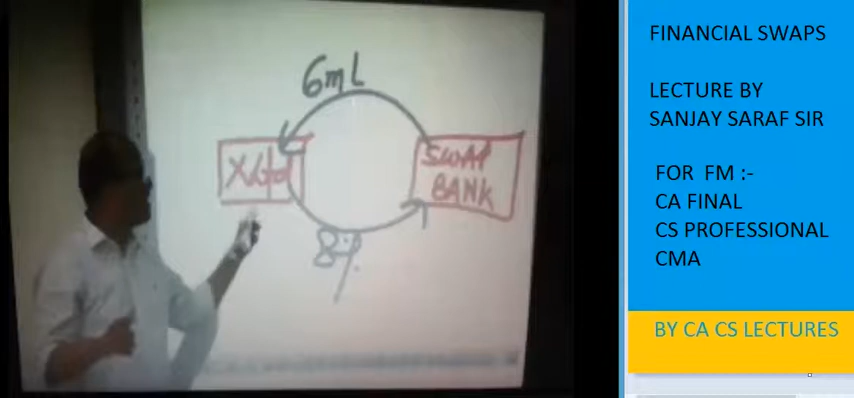 6mL
X Ltd
SWAP
BANK
8%
FINANCIAL SWAPS
LECTURE BY
SANJAY SARAF SIR
FOR FM :-
CA FINAL
CS PROFESSIONAL
CMA
BY CA CS LECTURES